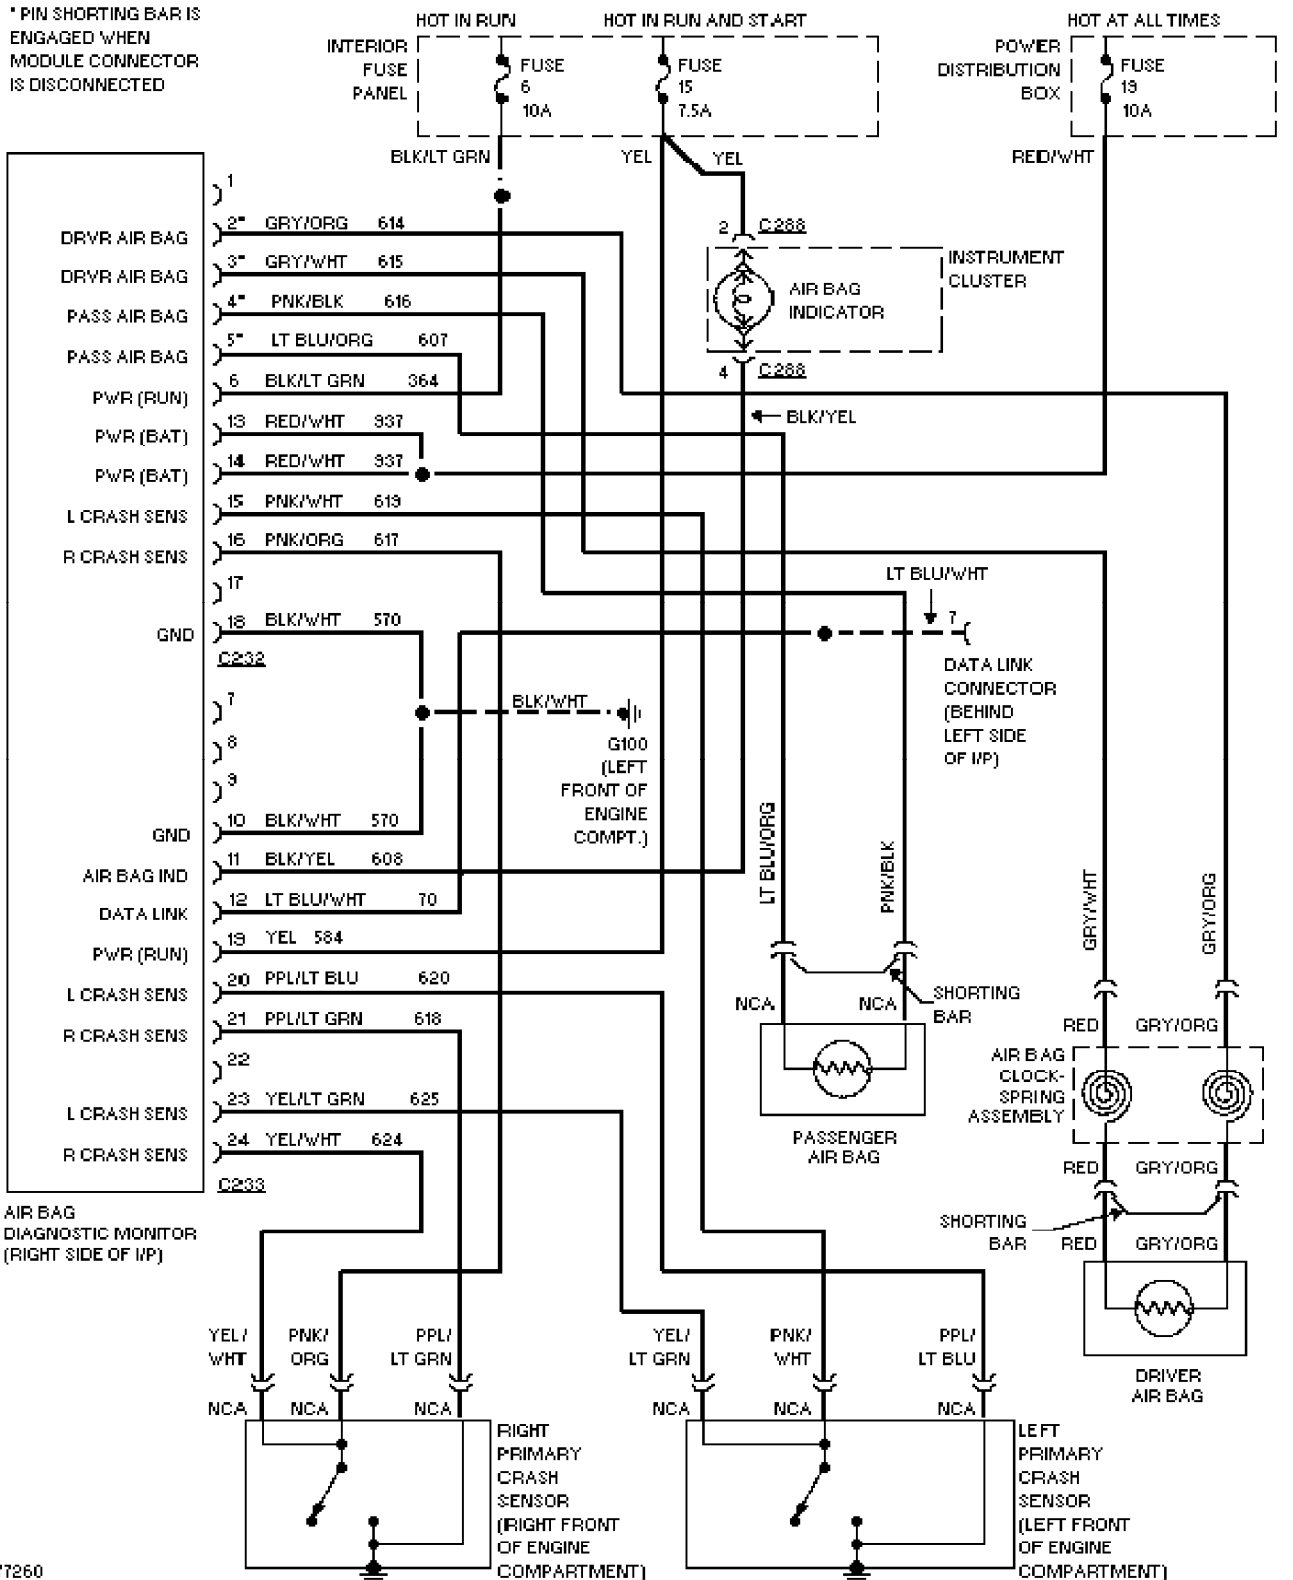 * PIN SHORTING BAR IS
ENGAGED WHEN
MODULE CONNECTOR
IS DISCONNECTED
HOT IN RUN
HOT IN RUN AND START
HOT AT ALL TIMES
INTERIOR
FUSE
PANEL
FUSE
6
10A
FUSE
15
7.5A
POWER
DISTRIBUTION
BOX
FUSE
19
10A
BLK/LT GRN
YEL
YEL
RED/WHT
2
C288
INSTRUMENT
CLUSTER
AIR BAG
INDICATOR
4
C288
BLK/YEL
1
DRVR AIR BAG
2* GRY/ORG 614
DRVR AIR BAG
3* GRY/WHT 615
PASS AIR BAG
4* PNK/BLK 616
PASS AIR BAG
5* LT BLU/ORG 607
PWR (RUN)
6 BLK/LT GRN 364
PWR (BAT)
13 RED/WHT 937
PWR (BAT)
14 RED/WHT 937
L CRASH SENS
15 PNK/WHT 619
R CRASH SENS
16 PNK/ORG 617
17
GND
18 BLK/WHT 570
C232
7
8
9
GND
10 BLK/WHT 570
AIR BAG IND
11 BLK/YEL 608
DATA LINK
12 LT BLU/WHT 70
PWR (RUN)
19 YEL 584
L CRASH SENS
20 PPL/LT BLU 620
R CRASH SENS
21 PPL/LT GRN 618
22
L CRASH SENS
23 YEL/LT GRN 625
R CRASH SENS
24 YEL/WHT 624
C233
AIR BAG
DIAGNOSTIC MONITOR
(RIGHT SIDE OF I/P)
BLK/WHT
G100
(LEFT
FRONT OF
ENGINE
COMPT.)
LT BLU/WHT
7
DATA LINK
CONNECTOR
(BEHIND
LEFT SIDE
OF I/P)
LT BLU/ORG
PNK/BLK
GRY/WHT
GRY/ORG
NCA
NCA
SHORTING
BAR
PASSENGER
AIR BAG
RED
GRY/ORG
AIR BAG
CLOCK-
SPRING
ASSEMBLY
RED
GRY/ORG
SHORTING
BAR
RED
GRY/ORG
DRIVER
AIR BAG
YEL/
WHT
PNK/
ORG
PPL/
LT GRN
YEL/
LT GRN
PNK/
WHT
PPL/
LT BLU
NCA
NCA
NCA
NCA
NCA
NCA
RIGHT
PRIMARY
CRASH
SENSOR
(RIGHT FRONT
OF ENGINE
COMPARTMENT)
LEFT
PRIMARY
CRASH
SENSOR
(LEFT FRONT
OF ENGINE
COMPARTMENT)
77260